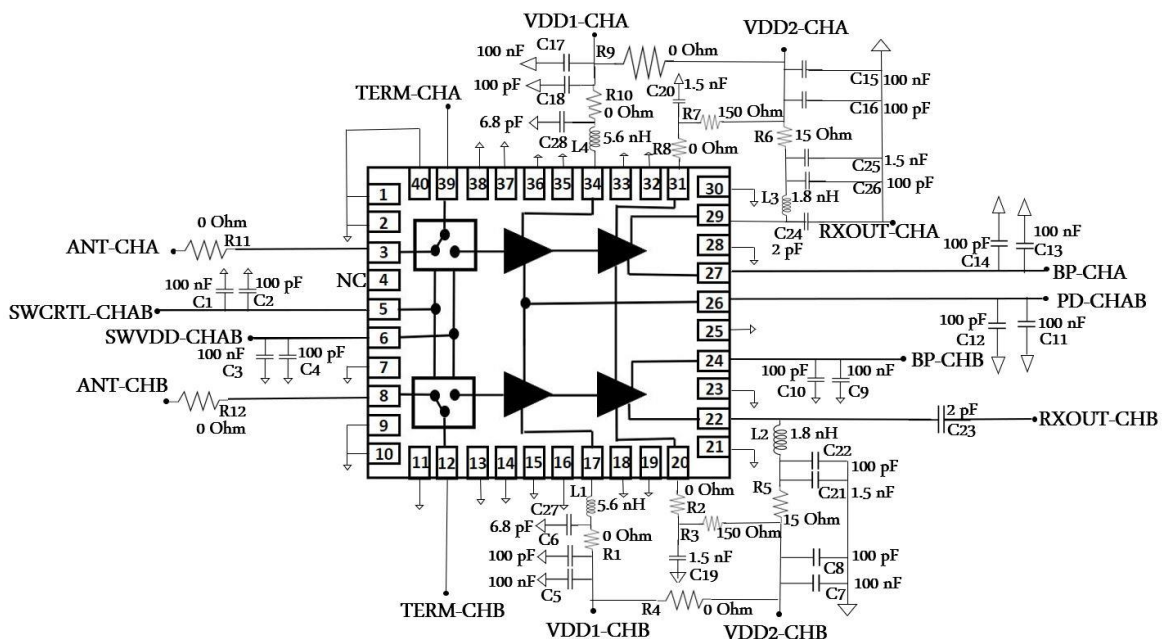 VDD1-CHA
VDD2-CHA
C17
100 nF
R9
0 Ohm
C15 100 nF
100 pF
C18
R10
0 Ohm
C20
1.5 nF
C16 100 pF
TERM-CHA
R7
150 Ohm
6.8 pF
C28
5.6 nH
L4
R8
0 Ohm
R6
15 Ohm
C25
1.5 nF
C26
100 pF
40 39 38 37 36 35 34 33 32 31
L3
1.8 nH
C24
2 pF
RXOUT-CHA
1
2
3
NC 4
5
6
7
8
9
10
30
29
28
27
26
25
24
23
22
21
ANT-CHA
0 Ohm
R11
100 nF
C1
100 pF
C2
SWCRTL-CHAB
SWVDD-CHAB
100 nF
C3
100 pF
C4
ANT-CHB
R12
0 Ohm
100 pF
C14
100 nF
C13
BP-CHA
PD-CHAB
100 pF
C12
100 nF
C11
BP-CHB
100 pF
C10
100 nF
C9
2 pF
C23
RXOUT-CHB
L2
1.8 nH
C22
100 pF
C21
1.5 nF
R5
15 Ohm
11 12 13 14 15 16 17 18 19 20
L1
5.6 nH
C27
6.8 pF
C6
0 Ohm
R1
0 Ohm
R2
R3
150 Ohm
100 pF
1.5 nF
C19
C8
100 pF
100 nF
C5
C7
100 nF
R4
0 Ohm
TERM-CHB
VDD1-CHB
VDD2-CHB